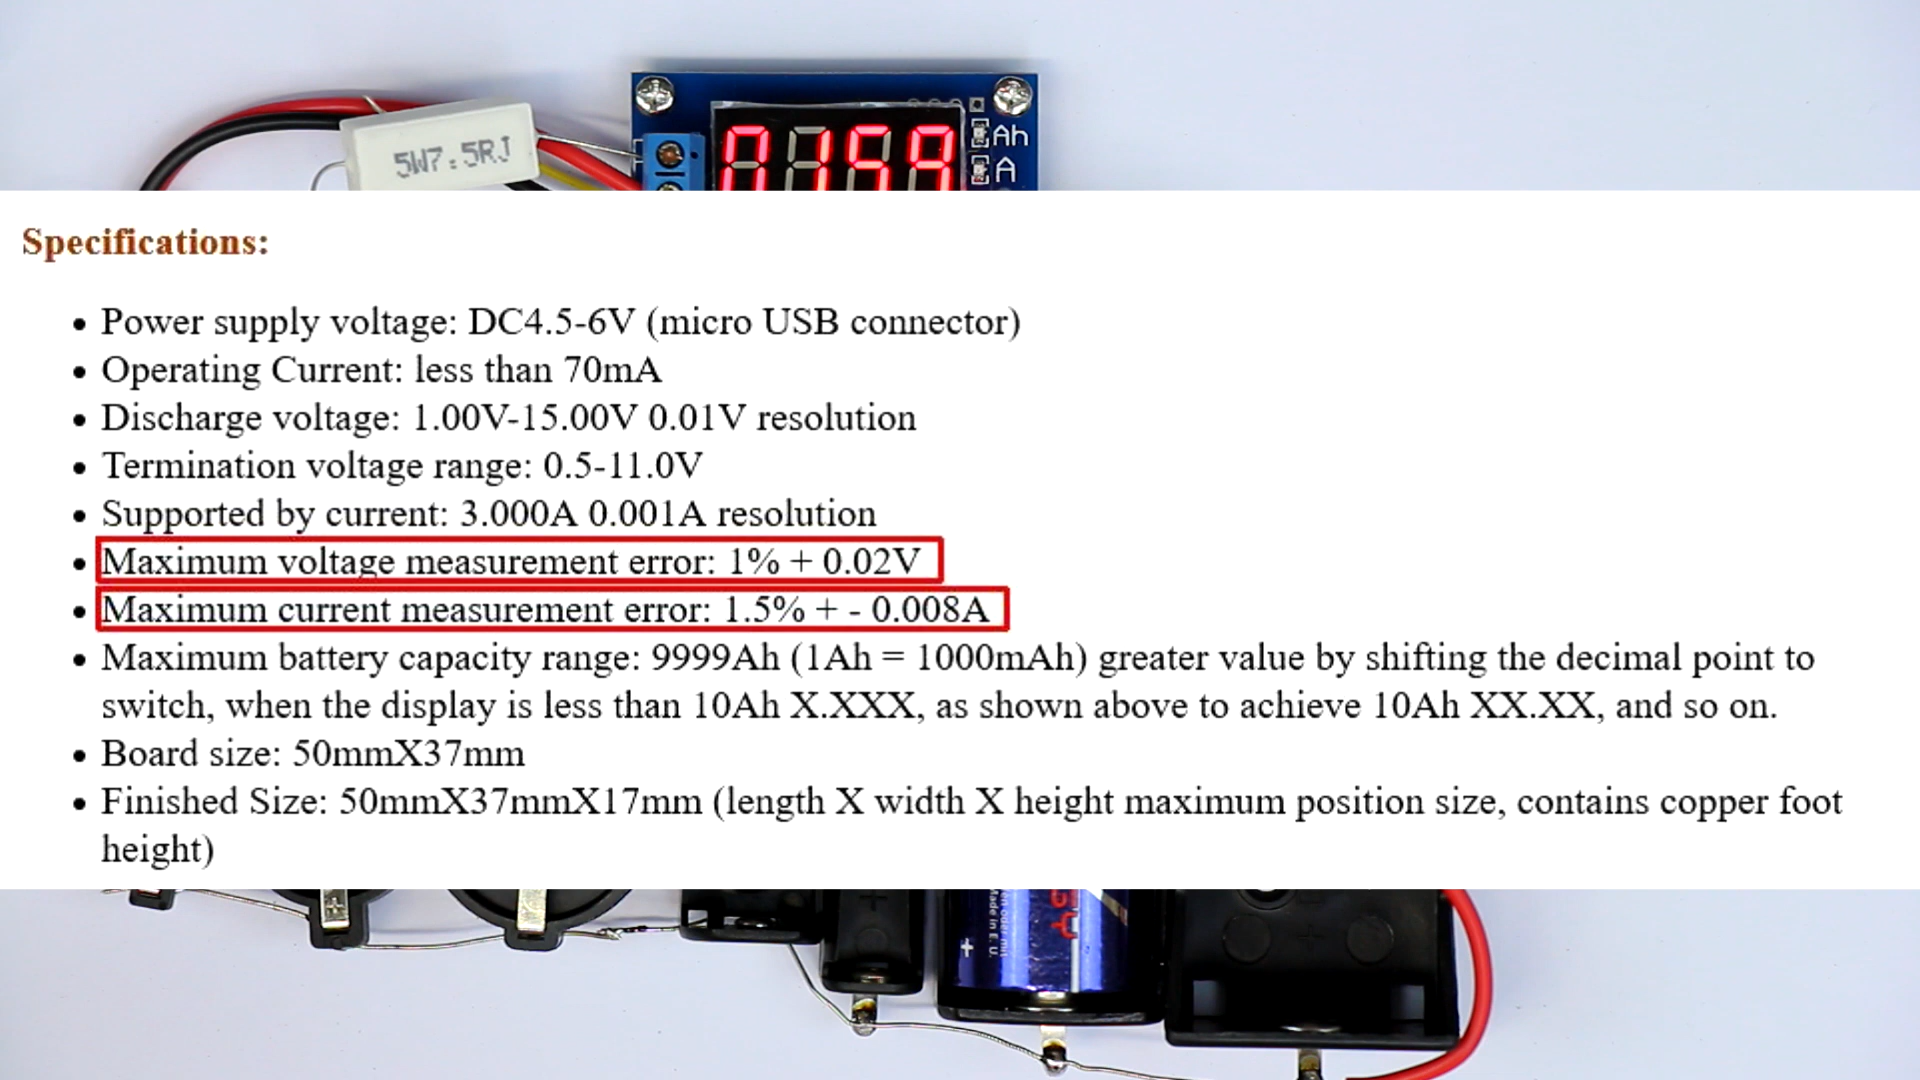 5W7.5RJ
0159
Ah
A
Specifications:
• Power supply voltage: DC4.5-6V (micro USB connector)
• Operating Current: less than 70mA
• Discharge voltage: 1.00V-15.00V 0.01V resolution
• Termination voltage range: 0.5-11.0V
• Supported by current: 3.000A 0.001A resolution
• Maximum voltage measurement error: 1% + 0.02V
• Maximum current measurement error: 1.5% + - 0.008A
• Maximum battery capacity range: 9999Ah (1Ah = 1000mAh) greater value by shifting the decimal point to
switch, when the display is less than 10Ah X.XXX, as shown above to achieve 10Ah XX.XX, and so on.
• Board size: 50mmX37mm
• Finished Size: 50mmX37mmX17mm (length X width X height maximum position size, contains copper foot
height)
+
+
Made in E.U.